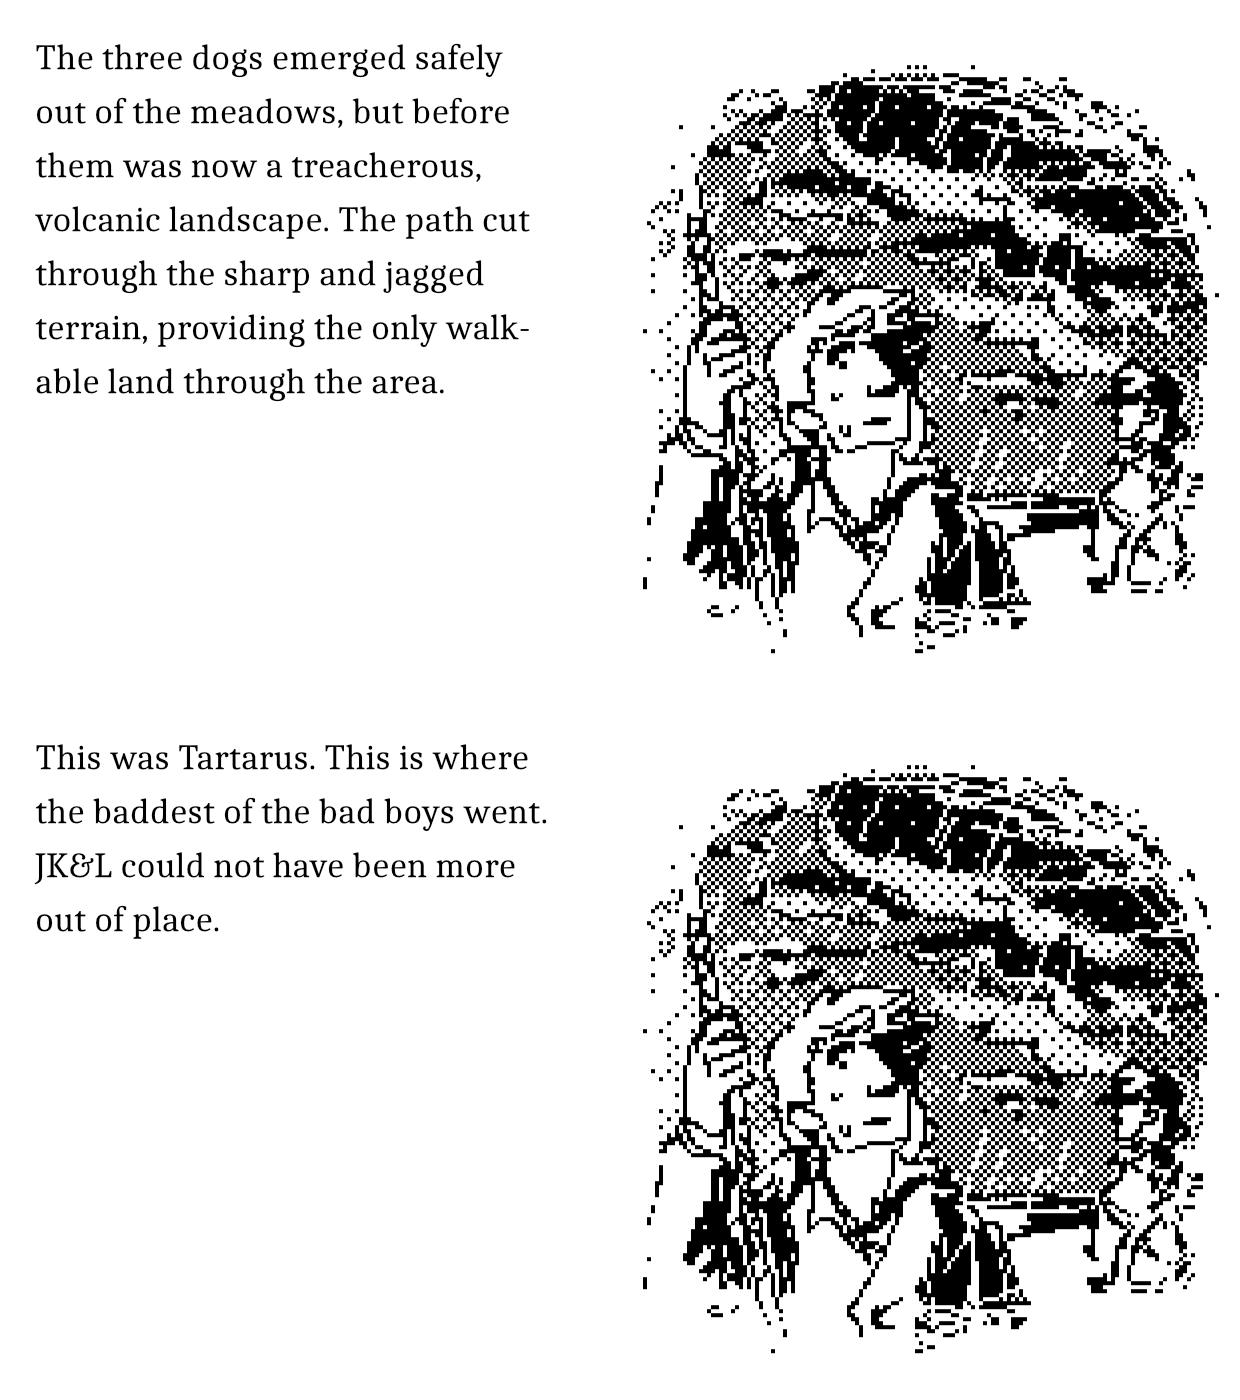 The three dogs emerged safely
out of the meadows, but before
them was now a treacherous,
volcanic landscape. The path cut
through the sharp and jagged
terrain, providing the only walk-
able land through the area.
This was Tartarus. This is where
the baddest of the bad boys went.
JK&L could not have been more
out of place.